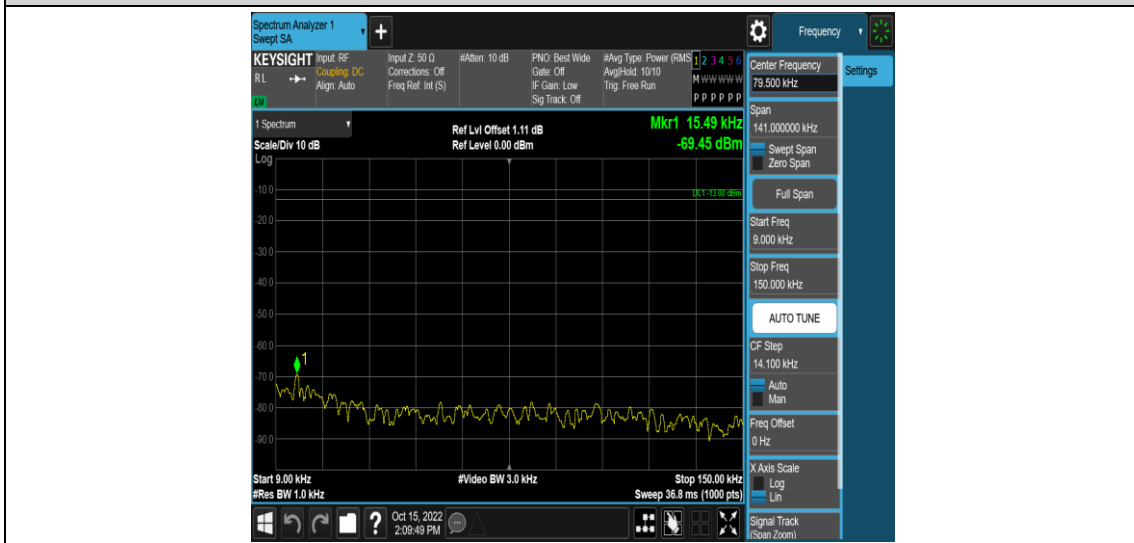 Spectrum Analyzer 1
Swept SA
+
Frequency
KEYSIGHT
RL
LXI
Input: RF
Coupling: DC
Align: Auto
Input Z: 50 Ω
Corrections: Off
Freq Ref: Int (S)
#Atten: 10 dB
PNO: Best Wide
Gate: Off
IF Gain: Low
Sig Track: Off
#Avg Type: Power (RMS
Avg|Hold: 10/10
Trig: Free Run
1 2 3 4 5 6
M W W W W W
P P P P P P
Center Frequency
79.500 kHz
Settings
1 Spectrum
Scale/Div 10 dB
Log
Ref Lvl Offset 1.11 dB
Ref Level 0.00 dBm
Mkr1 15.49 kHz
-69.45 dBm
DL1 -13.00 dBm
-10.0
-20.0
-30.0
-40.0
-50.0
-60.0
-70.0
-80.0
-90.0
1
Start 9.00 kHz
#Res BW 1.0 kHz
#Video BW 3.0 kHz
Stop 150.00 kHz
Sweep 36.8 ms (1000 pts)
Span
141.000000 kHz
Swept Span
Zero Span
Full Span
Start Freq
9.000 kHz
Stop Freq
150.000 kHz
AUTO TUNE
CF Step
14.100 kHz
Auto
Man
Freq Offset
0 Hz
X Axis Scale
Log
Lin
Signal Track
(Span Zoom)
?
Oct 15, 2022
2:09:49 PM